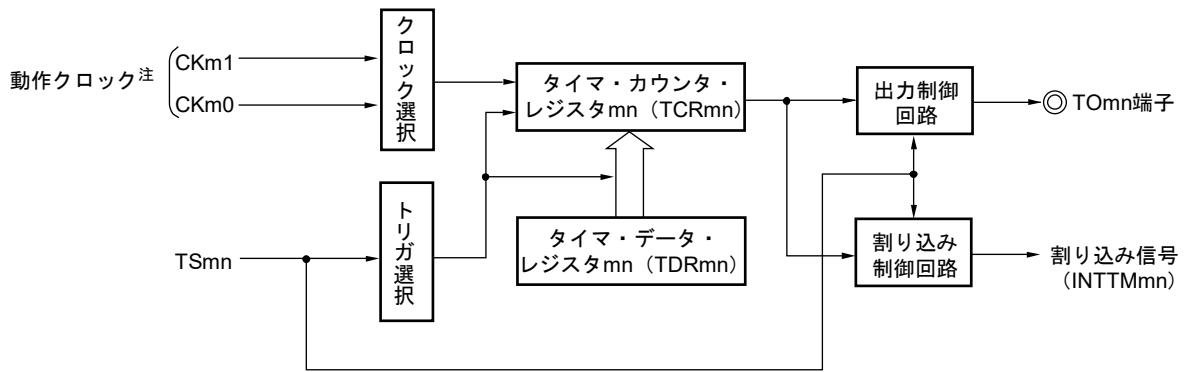 動作クロック注
CKm1
CKm0
クロック選択
タイマ・カウンタ・
レジスタmn（TCRmn）
出力制御
回路
TOmn端子
TSmn
トリガ選択
タイマ・データ・
レジスタmn（TDRmn）
割り込み
制御回路
割り込み信号
（INTTMmn）